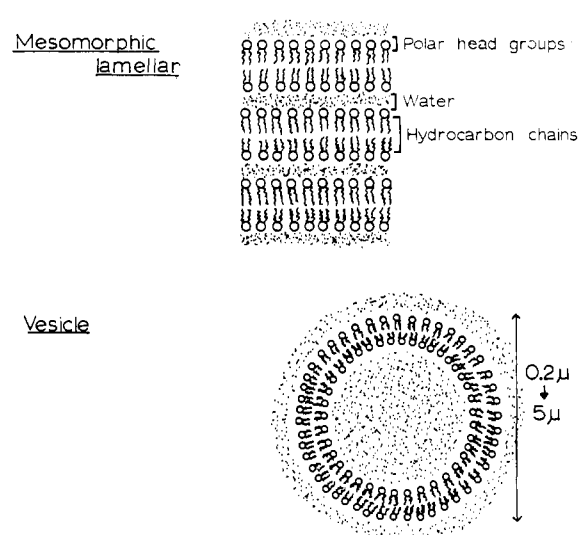 Mesomorphic
lamellar
Polar head groups
Water
Hydrocarbon chains
Vesicle
0.2μ
↓
5μ